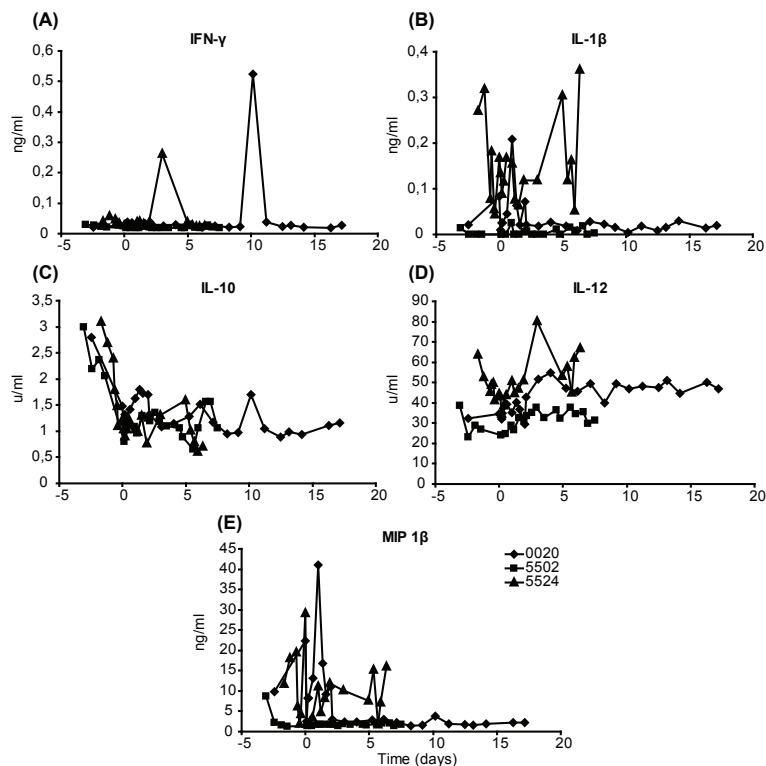 (A)
IFN-γ
ng/ml
0,6
0,5
0,4
0,3
0,2
0,1
0
-5 0 5 10 15 20
(B)
IL-1β
ng/ml
0,4
0,3
0,2
0,1
0
-5 0 5 10 15 20
(C)
IL-10
u/ml
3,5
3
2,5
2
1,5
1
0,5
0
-5 0 5 10 15 20
(D)
IL-12
u/ml
90
80
70
60
50
40
30
20
10
0
-5 0 5 10 15 20
(E)
MIP 1β
ng/ml
45
40
35
30
25
20
15
10
5
0
-5 0 5 10 15 20
Time (days)
0020
5502
5524